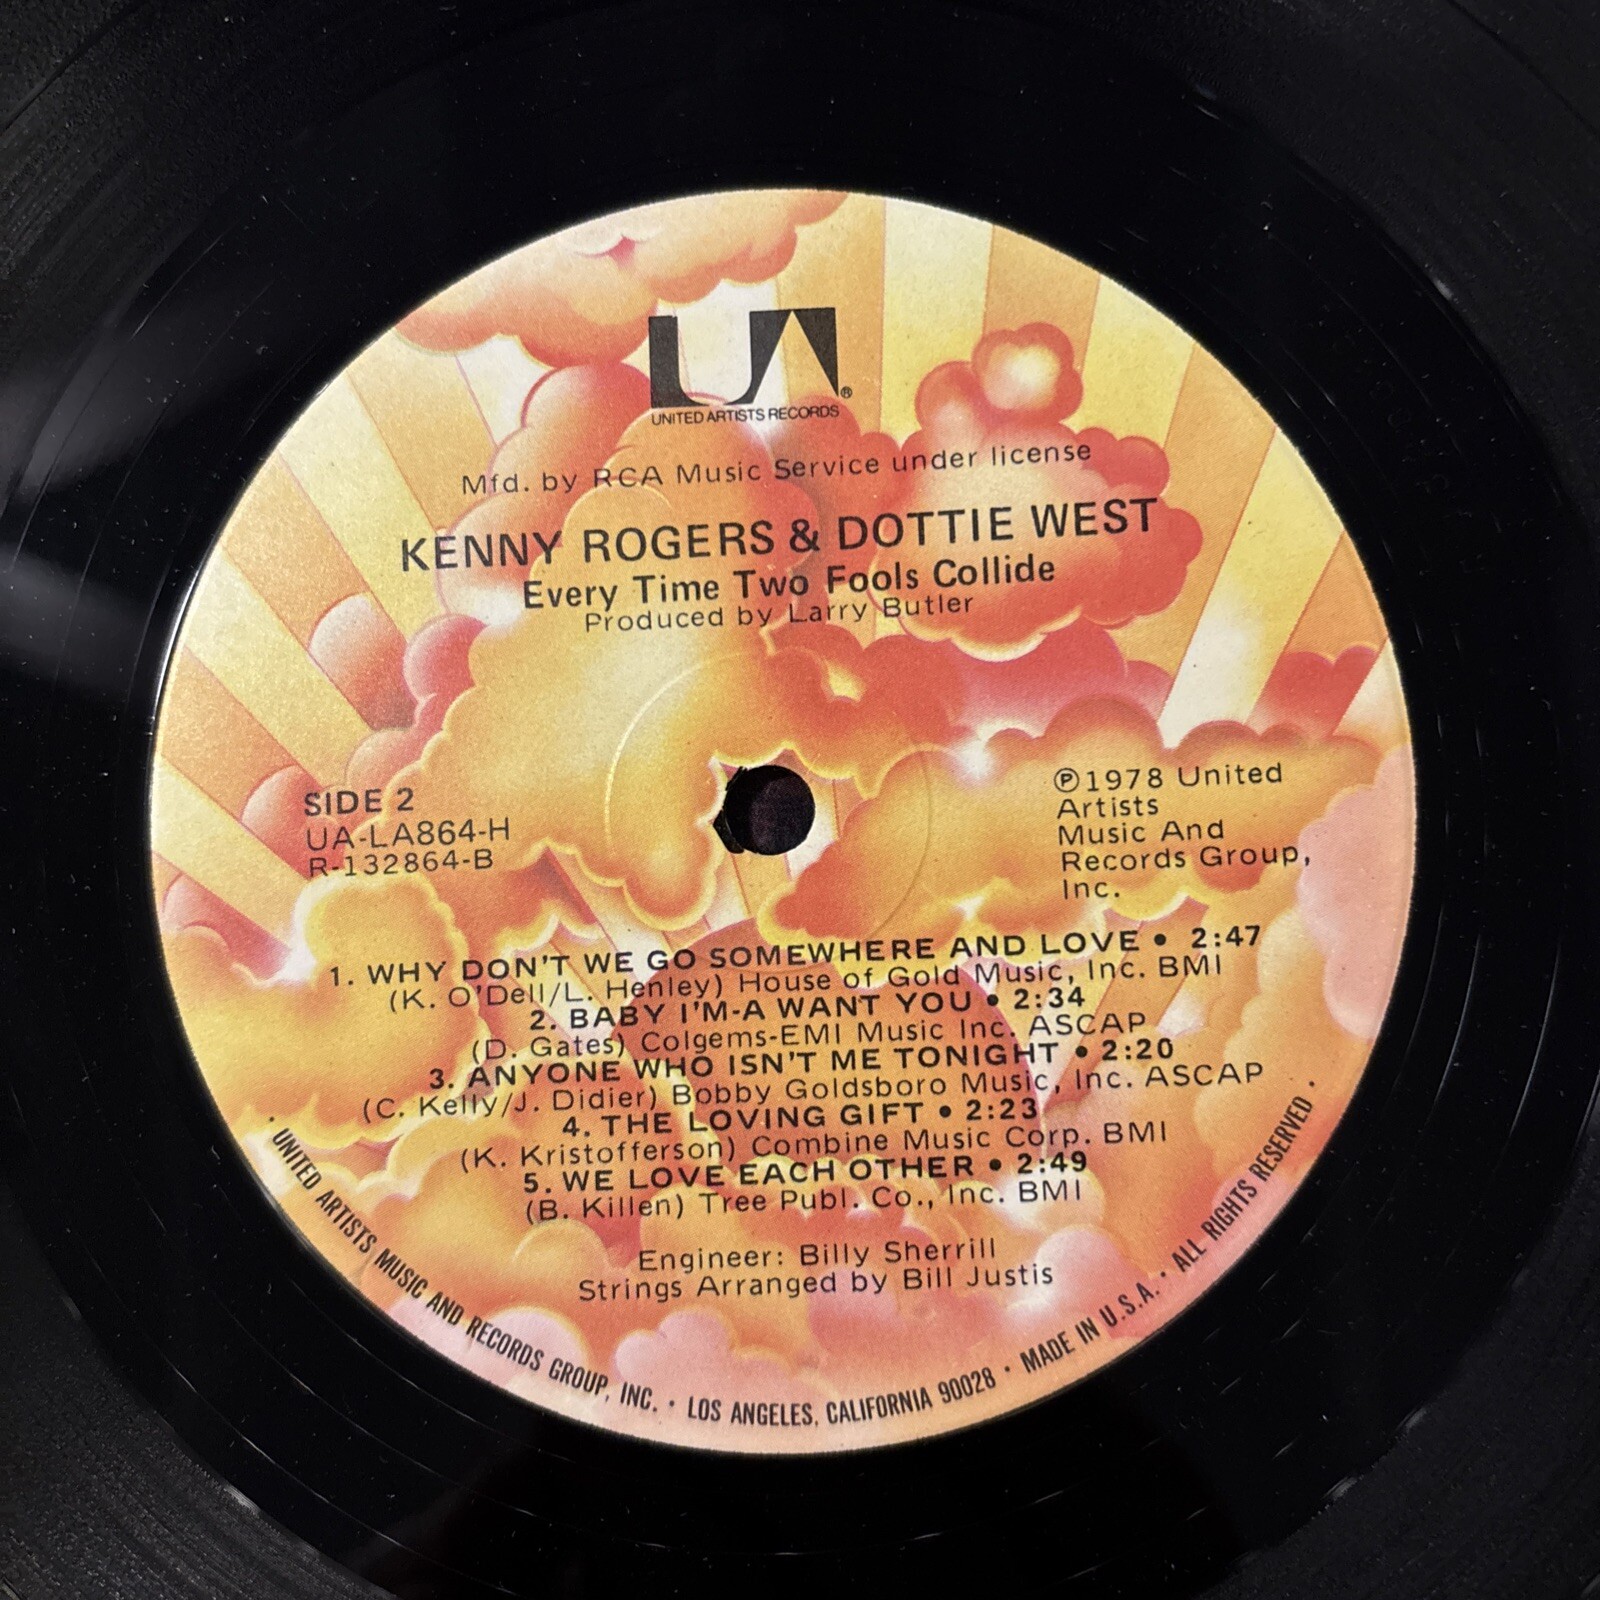 UA®
UNITED ARTISTS RECORDS
Mfd. by RCA Music Service under license
KENNY ROGERS & DOTTIE WEST
Every Time Two Fools Collide
Produced by Larry Butler
SIDE 2
UA-LA864-H
R-132864-B
℗1978 United
Artists
Music And
Records Group,
Inc.
1. WHY DON'T WE GO SOMEWHERE AND LOVE • 2:47
(K. O'Dell/L. Henley) House of Gold Music, Inc. BMI
2. BABY I'M-A WANT YOU • 2:34
(D. Gates) Colgems-EMI Music Inc. ASCAP
3. ANYONE WHO ISN'T ME TONIGHT • 2:20
(C. Kelly/J. Didier) Bobby Goldsboro Music, Inc. ASCAP
4. THE LOVING GIFT • 2:23
(K. Kristofferson) Combine Music Corp. BMI
5. WE LOVE EACH OTHER • 2:49
(B. Killen) Tree Publ. Co., Inc. BMI
Engineer: Billy Sherrill
Strings Arranged by Bill Justis
· UNITED ARTISTS MUSIC AND RECORDS GROUP, INC. · LOS ANGELES, CALIFORNIA 90028 · MADE IN U.S.A. · ALL RIGHTS RESERVED ·